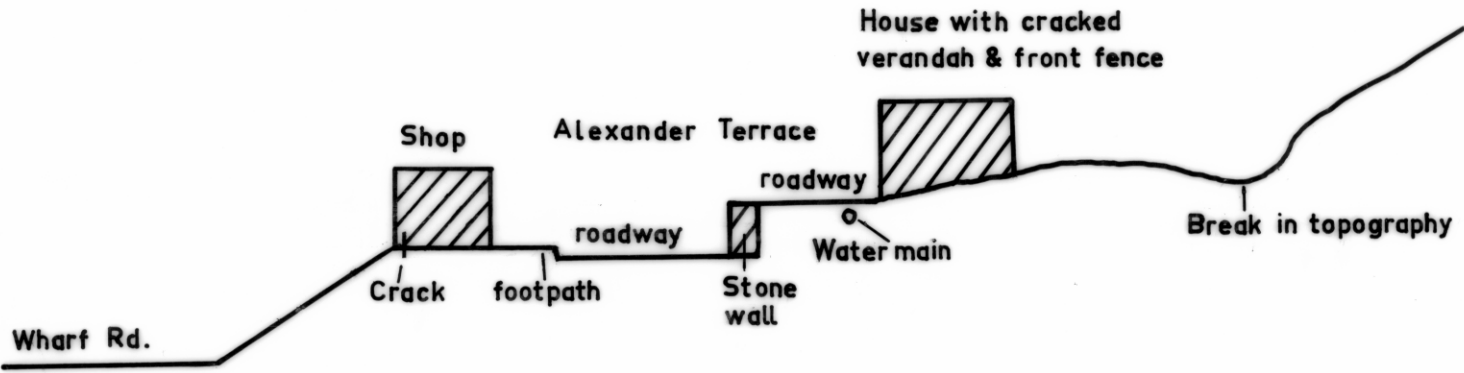 House with cracked
verandah & front fence
Shop
Alexander Terrace
roadway
roadway
Break in topography
Water main
Crack
footpath
Stone
wall
Wharf Rd.